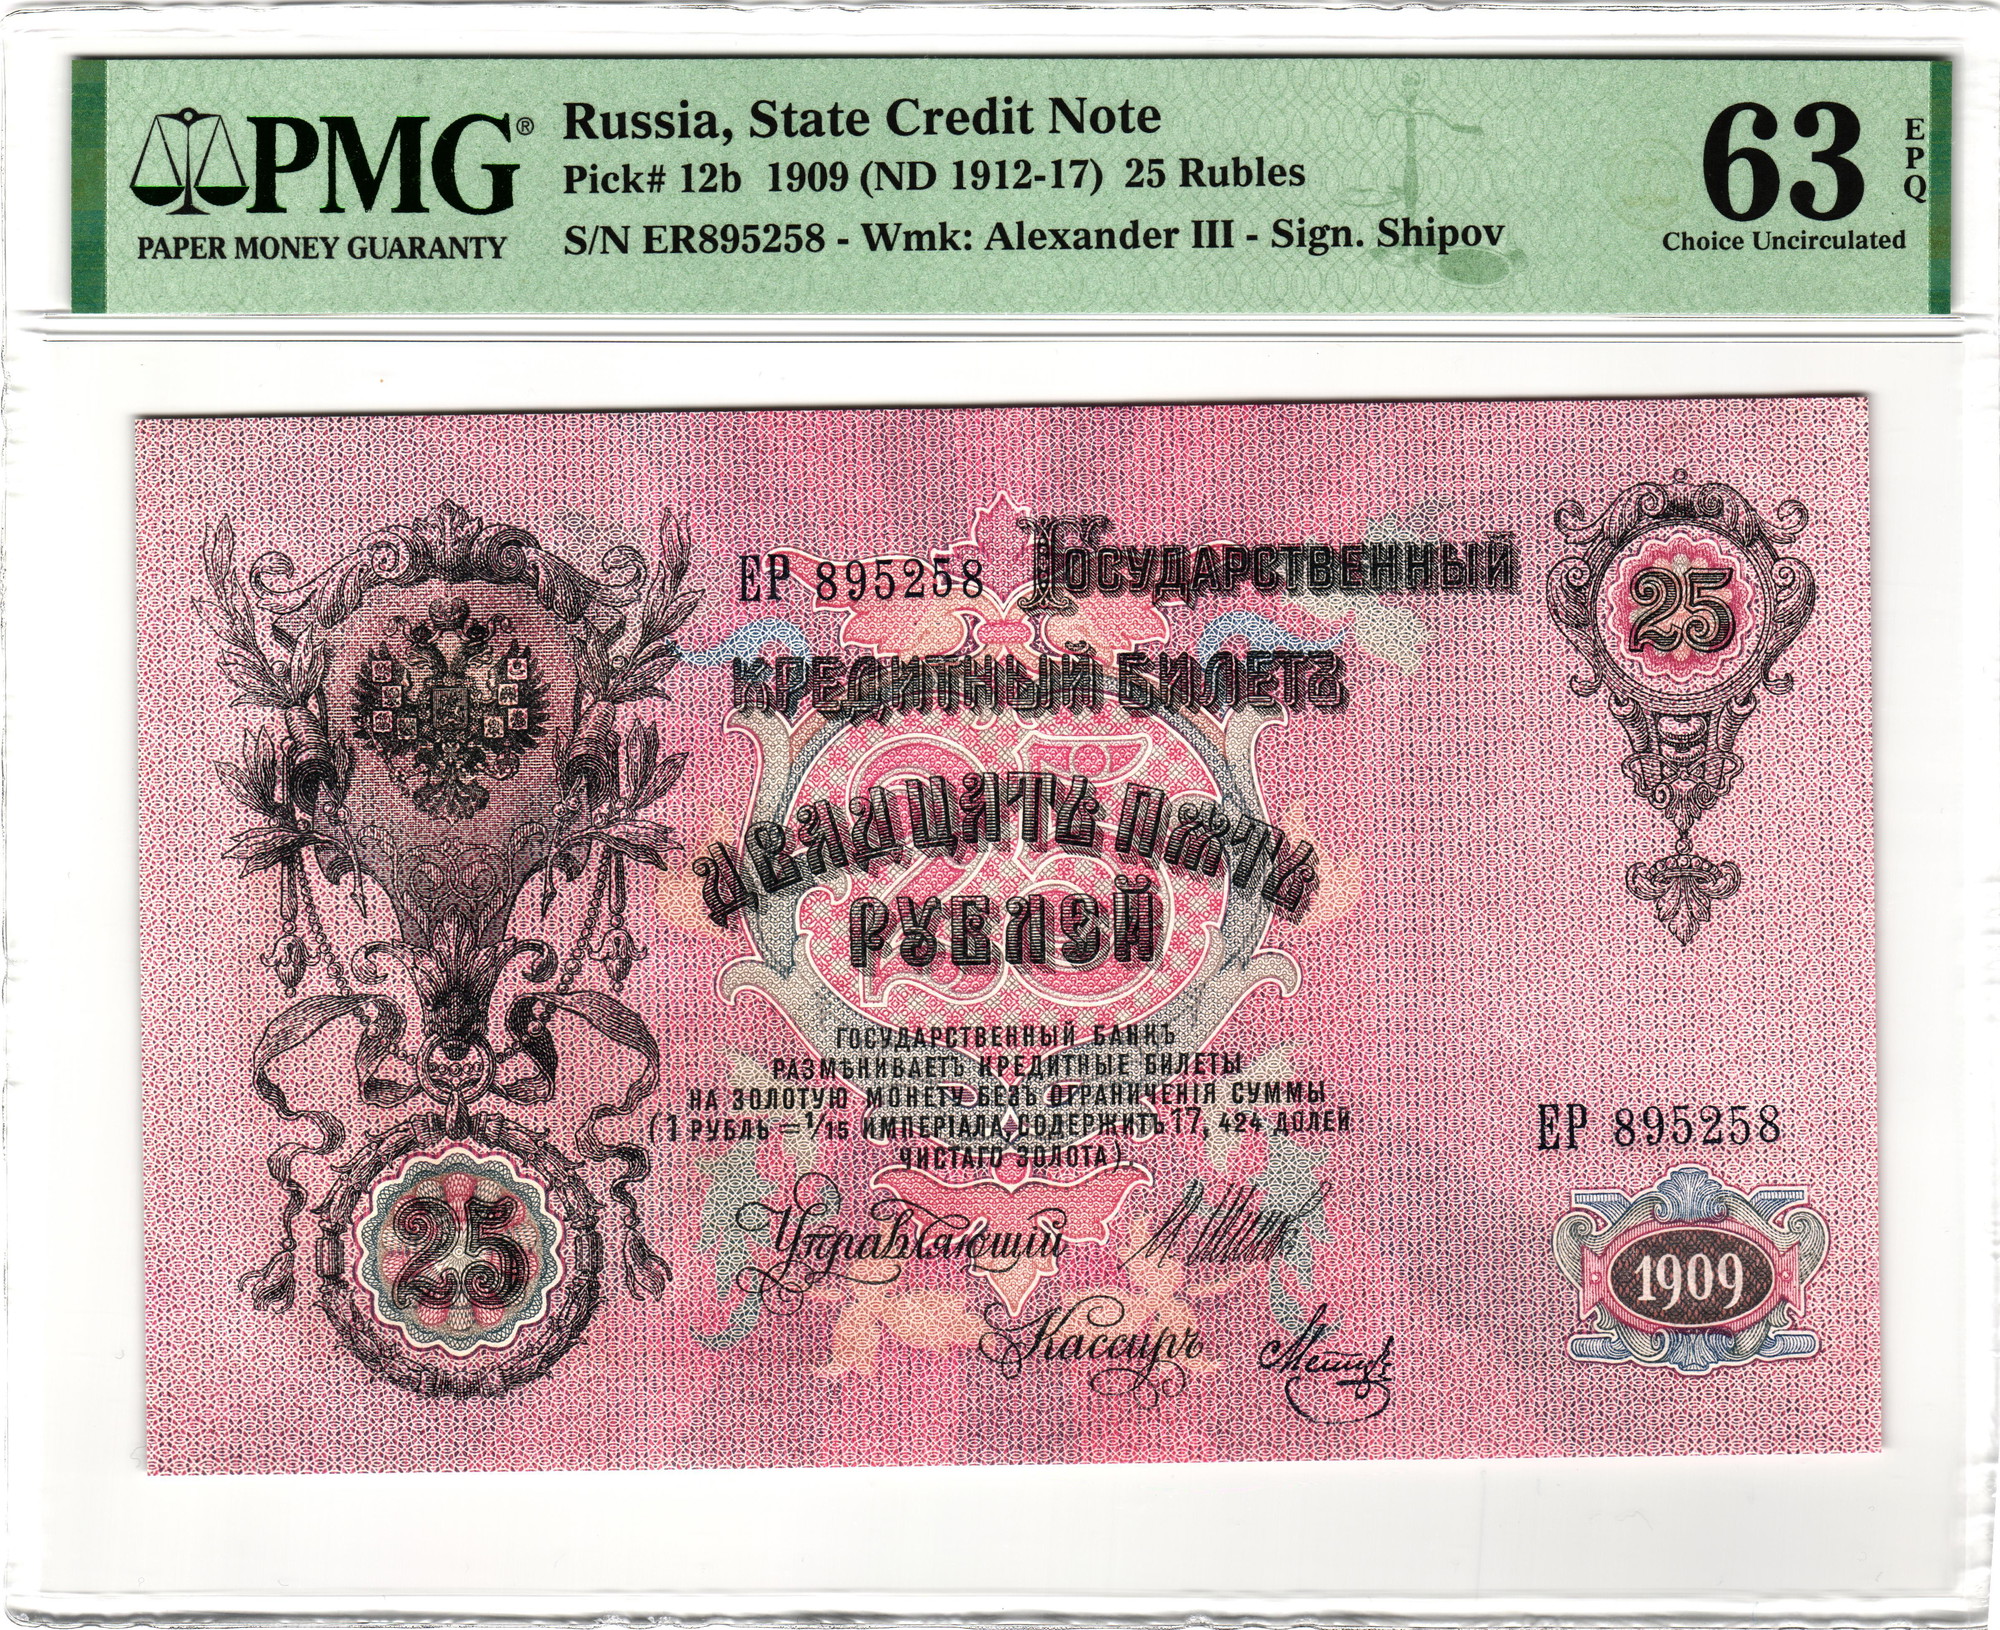 PMG®
PAPER MONEY GUARANTY
Russia, State Credit Note
Pick# 12b 1909 (ND 1912-17) 25 Rubles
S/N ER895258 - Wmk: Alexander III - Sign. Shipov
63
EPQ
Choice Uncirculated
ЕР 895258
ГОСУДАРСТВЕННЫЙ
КРЕДИТНЫЙ БИЛЕТЪ
25
25
ДВАДЦАТЬ ПЯТЬ
РУБЛЕЙ
ГОСУДАРСТВЕННЫЙ БАНКЪ
РАЗМѢНИВАЕТЪ КРЕДИТНЫЕ БИЛЕТЫ
НА ЗОЛОТУЮ МОНЕТУ БЕЗЪ ОГРАНИЧЕНІЯ СУММЫ
(1 РУБЛЬ = 1/15 ИМПЕРІАЛА, СОДЕРЖИТЪ 17,424 ДОЛЕЙ
ЧИСТАГО ЗОЛОТА).
ЕР 895258
25
Управляющій
Кассиръ
1909